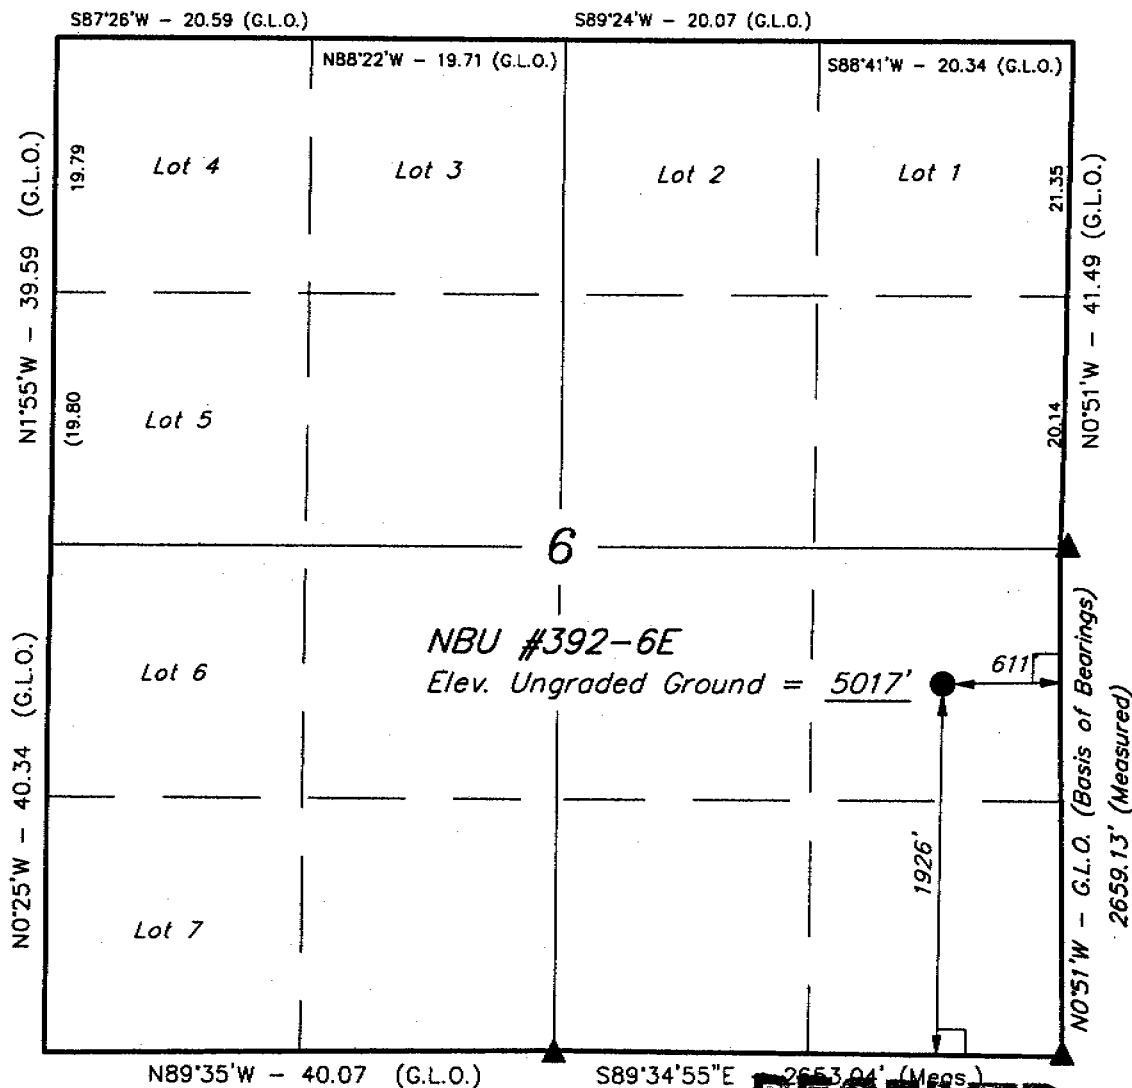 S87°26'W - 20.59 (G.L.O.)
S89°24'W - 20.07 (G.L.O.)
N88°22'W - 19.71 (G.L.O.)
S88°41'W - 20.34 (G.L.O.)
N1°55'W - 39.59 (G.L.O.)
19.79
Lot 4
Lot 3
Lot 2
Lot 1
21.35
N0°51'W - 41.49 (G.L.O.)
(19.80
Lot 5
20.14
6
NBU #392-6E
Elev. Ungraded Ground = 5017'
611'
Lot 6
N0°25'W - 40.34 (G.L.O.)
1926'
Lot 7
N0°51'W - G.L.O. (Basis of Bearings)
2659.13' (Measured)
N89°35'W - 40.07 (G.L.O.)
S89°34'55"E 2653.04' (Meas.)